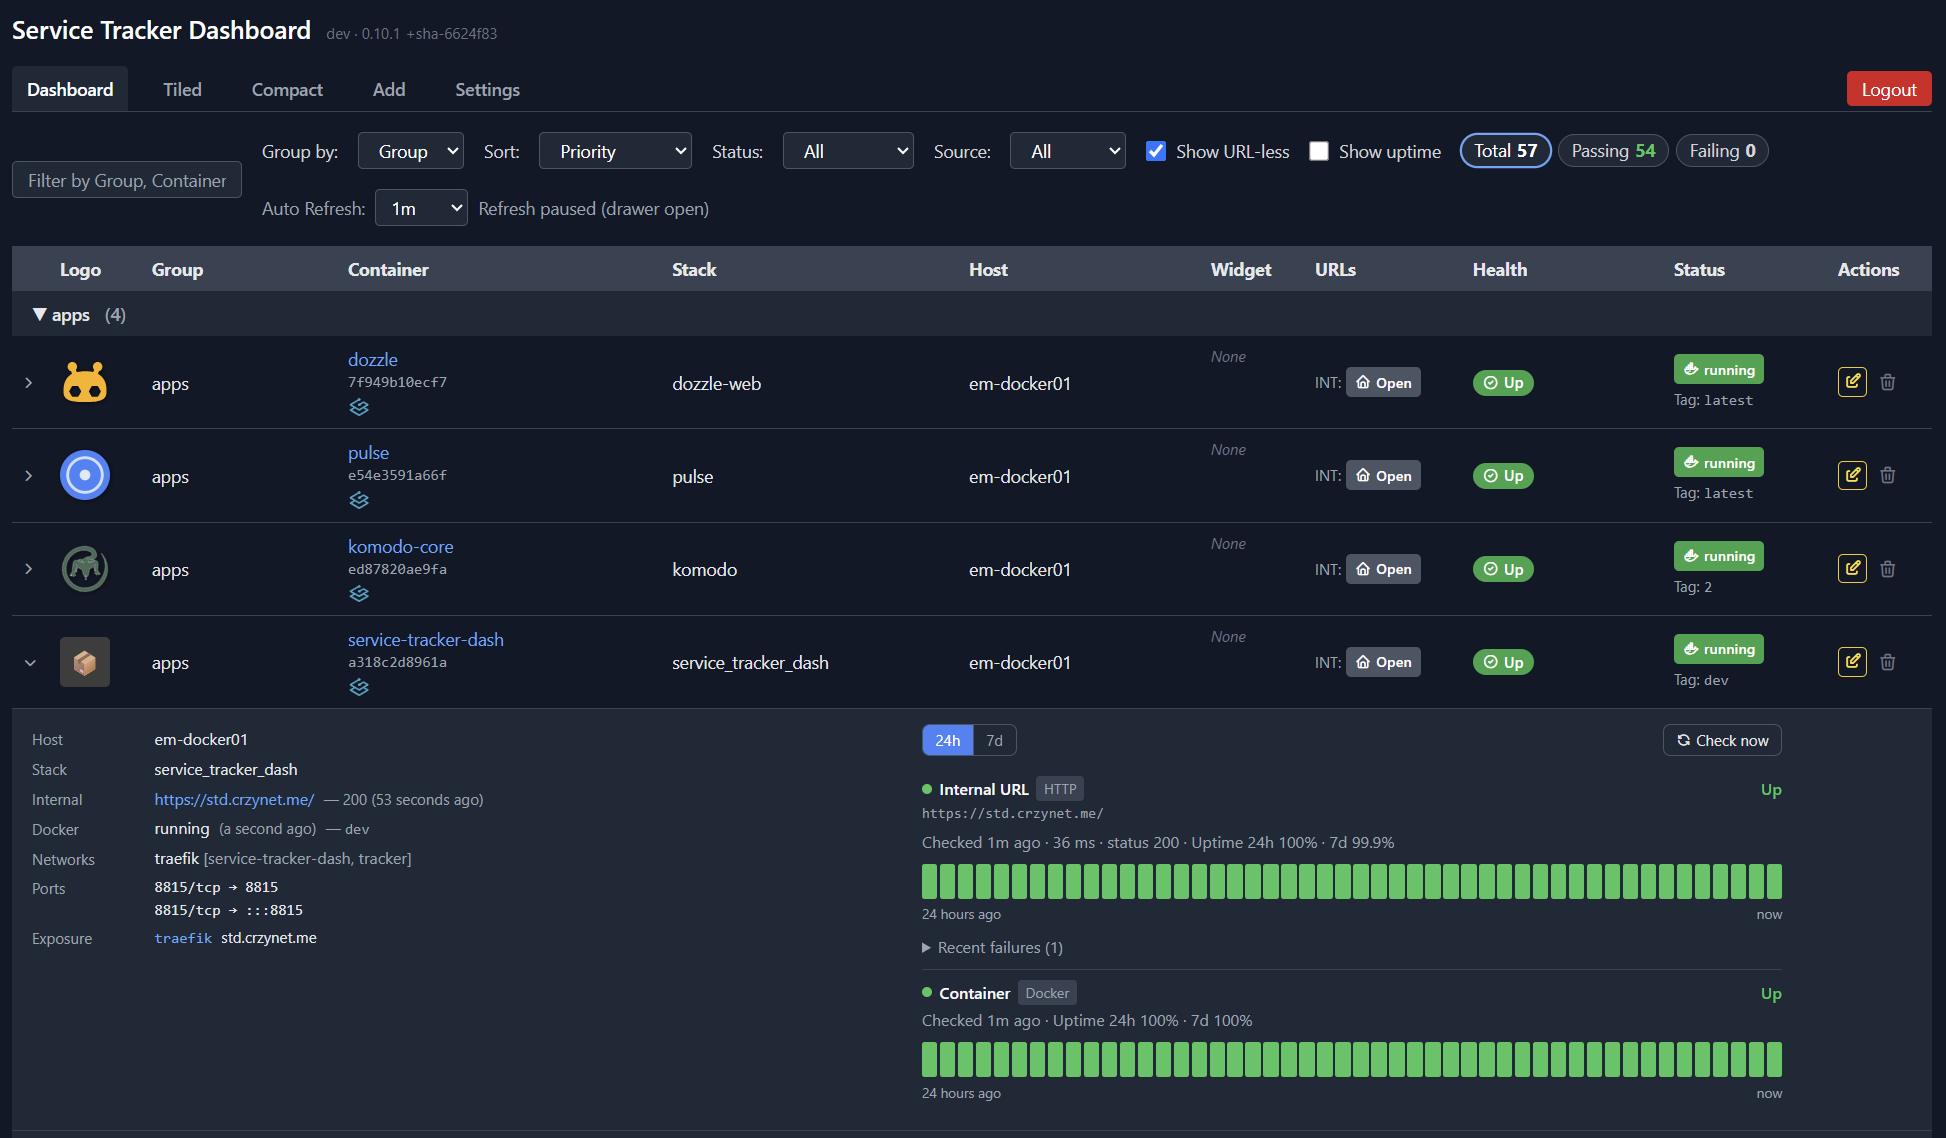 Service Tracker Dashboard dev · 0.10.1 +sha-6624f83
Dashboard Tiled Compact Add Settings Logout
Filter by Group, Container
Group by: Group Sort: Priority Status: All Source: All Show URL-less Show uptime Total 57 Passing 54 Failing 0
Auto Refresh: 1m Refresh paused (drawer open)
Logo Group Container Stack Host Widget URLs Health Status Actions
▼ apps (4)
apps dozzle dozzle-web em-docker01 None INT: Open Up running
7f949b10ecf7 Tag: latest
apps pulse pulse em-docker01 None INT: Open Up running
e54e3591a66f Tag: latest
apps komodo-core komodo em-docker01 None INT: Open Up running
ed87820ae9fa Tag: 2
apps service-tracker-dash service_tracker_dash em-docker01 None INT: Open Up running
a318c2d8961a Tag: dev
Host em-docker01
Stack service_tracker_dash
Internal https://std.crzynet.me/ — 200 (53 seconds ago)
Docker running (a second ago) — dev
Networks traefik [service-tracker-dash, tracker]
Ports 8815/tcp → 8815
8815/tcp → :::8815
Exposure traefik std.crzynet.me
24h 7d Check now
Internal URL HTTP Up
https://std.crzynet.me/
Checked 1m ago · 36 ms · status 200 · Uptime 24h 100% · 7d 99.9%
24 hours ago now
▶ Recent failures (1)
Container Docker Up
Checked 1m ago · Uptime 24h 100% · 7d 100%
24 hours ago now